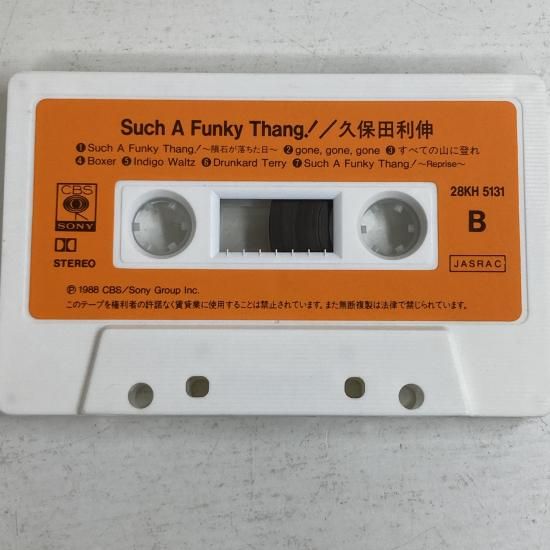 Such A Funky Thang!／久保田利伸
❶Such A Funky Thang!〜隕石が落ちた日〜 ❷gone, gone, gone ❸すべての山に登れ
❹Boxer ❺Indigo Waltz ❻Drunkard Terry ❼Such A Funky Thang!〜Reprise〜
CBS
SONY
STEREO
28KH 5131
B
JASRAC
Ⓟ1988 CBS/Sony Group Inc.
このテープを権利者の許諾なく賃貸業に使用することは禁止されています。また無断複製は法律で禁じられています。